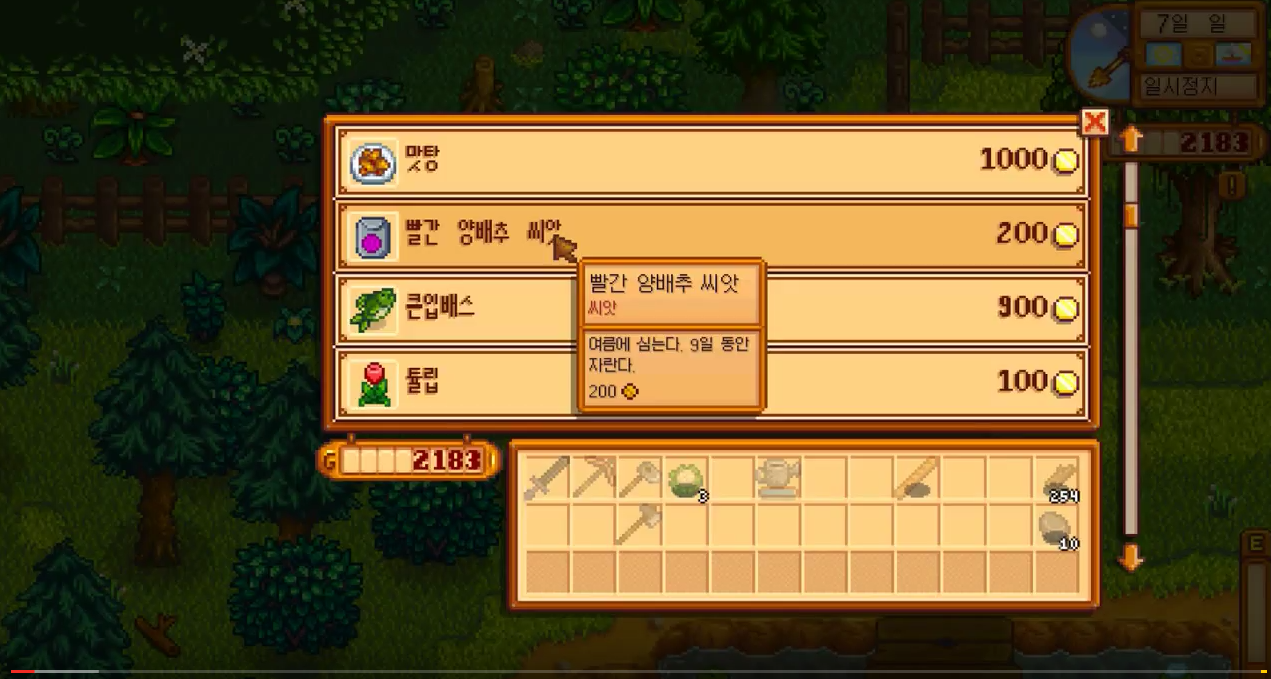 7일 일
일시정지
2183
맛탕
1000
빨간 양배추 씨앗
200
빨간 양배추 씨앗
씨앗
여름에 심는다. 9일 동안
자란다.
200
큰입배스
900
튤립
100
G 2183
3
254
10
E